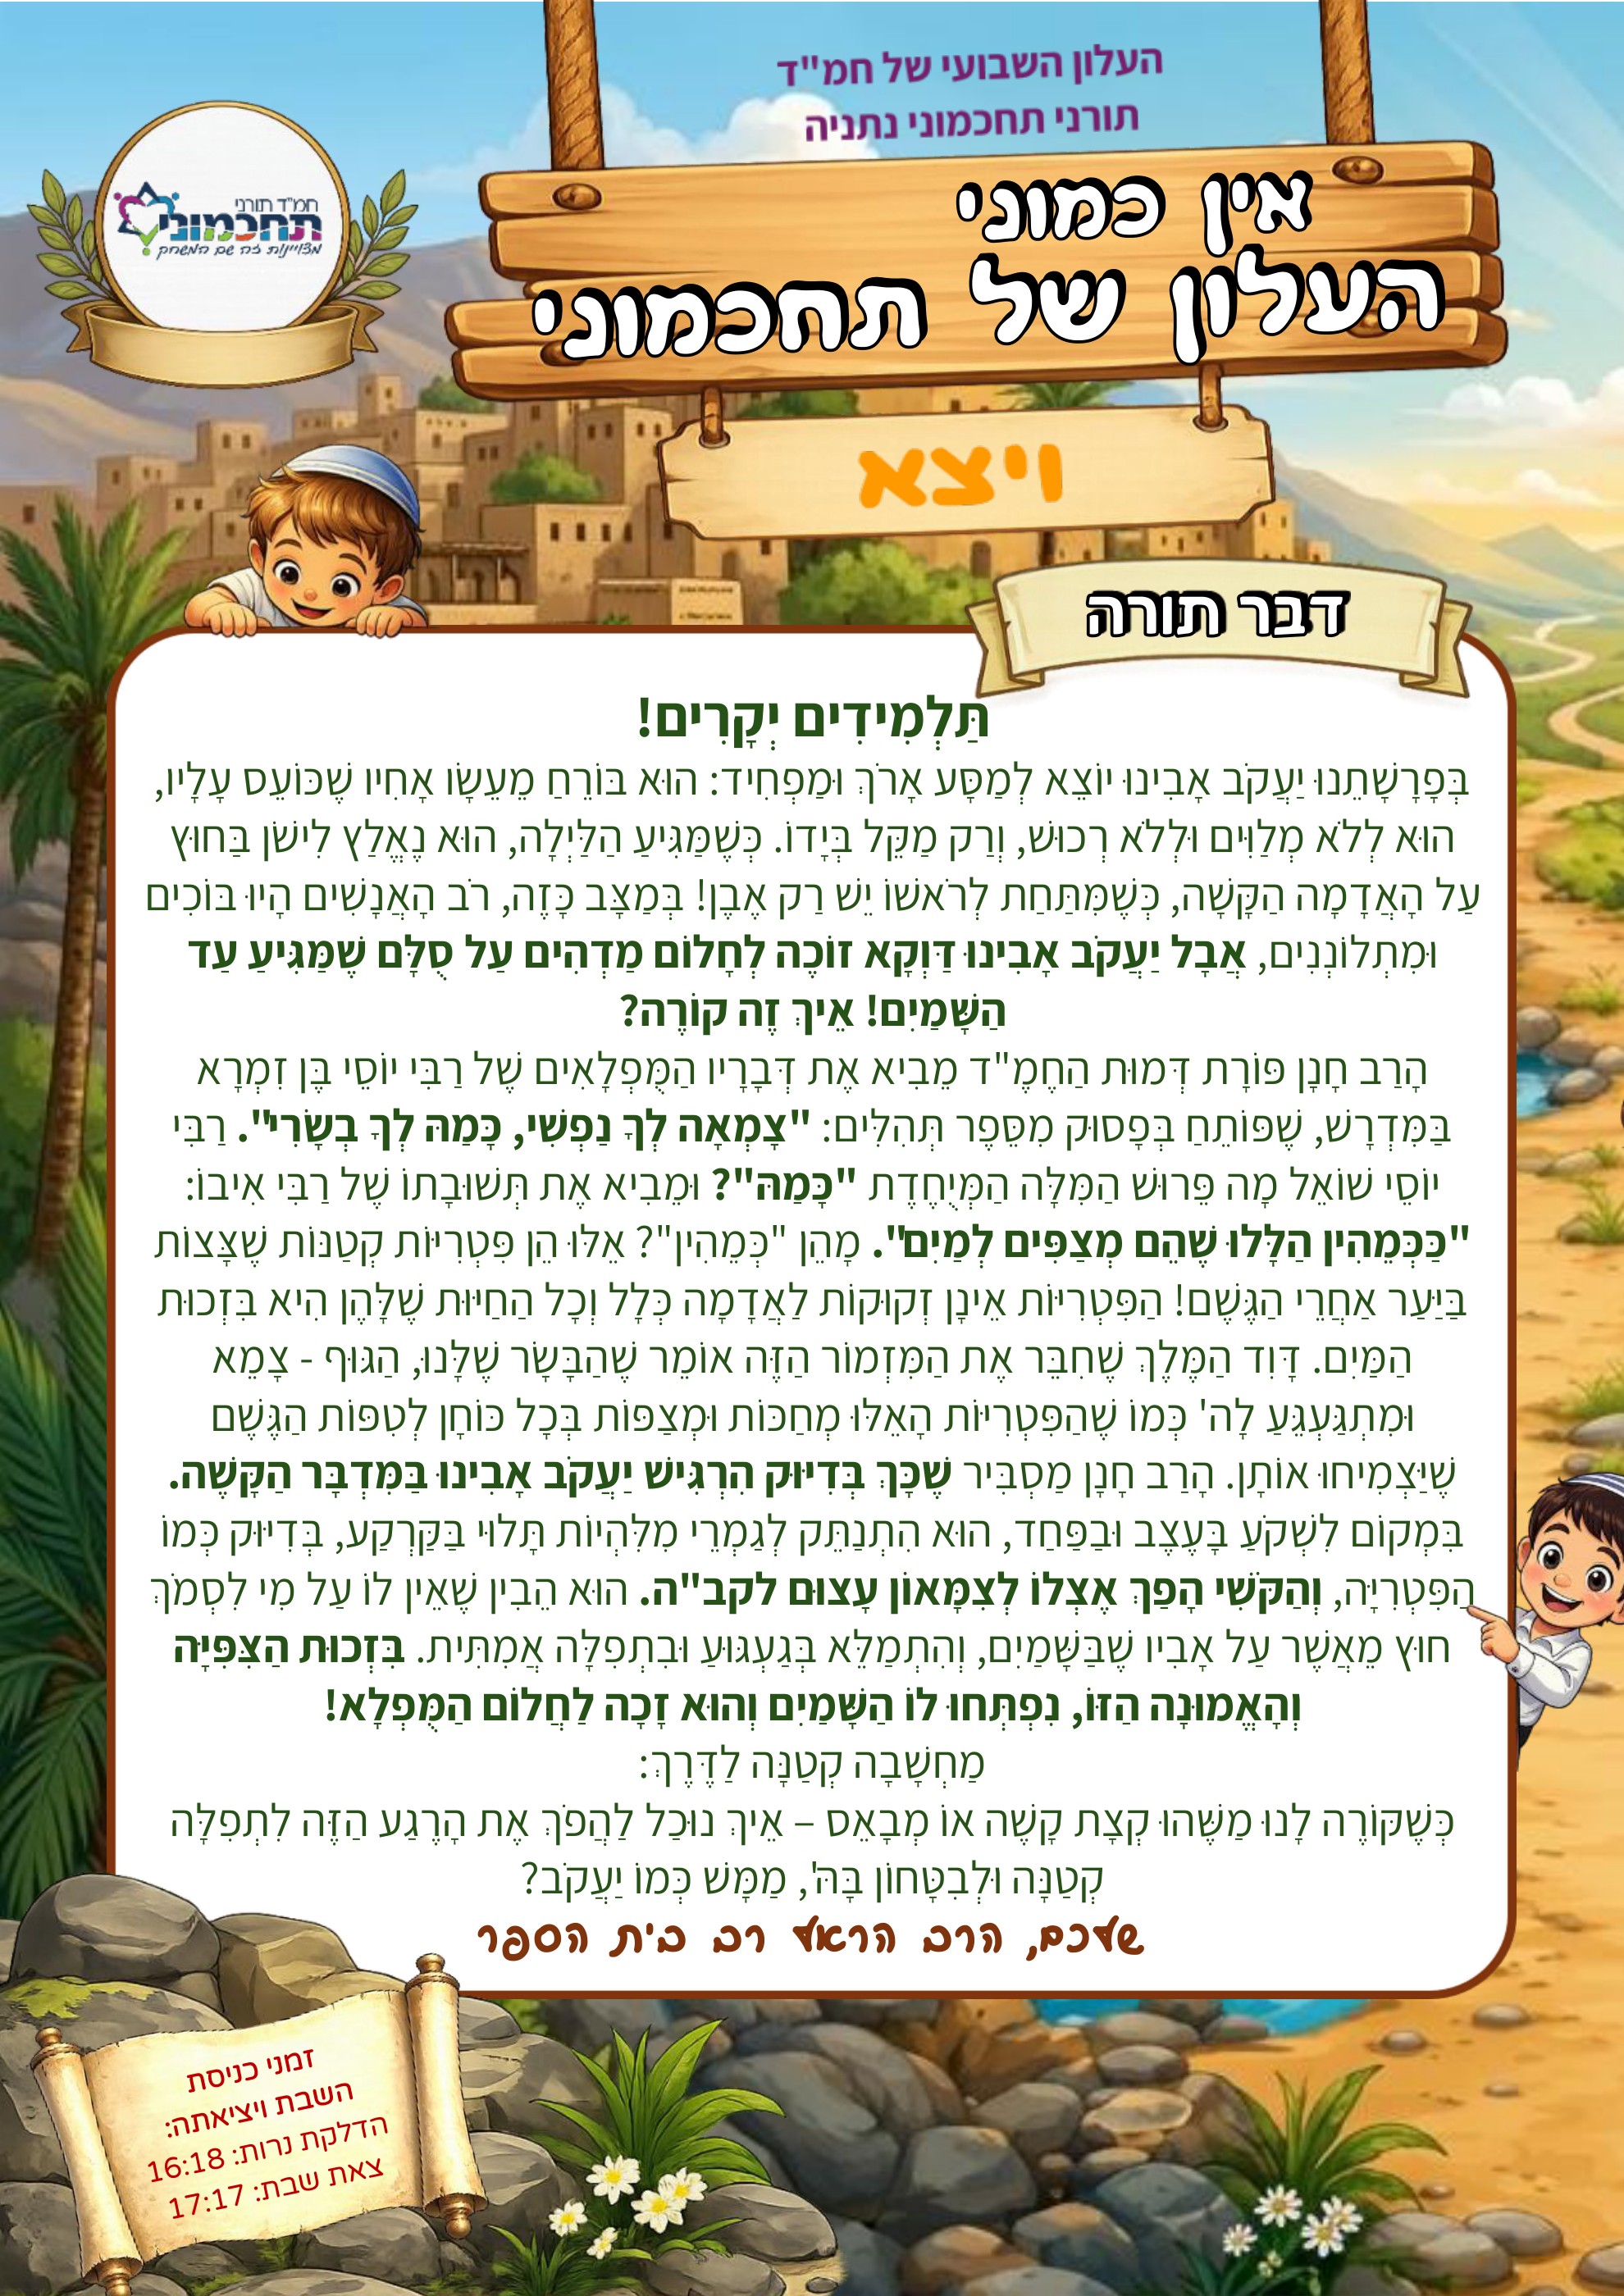 העלון השבועי של חמ"ד
תורני תחכמוני נתניה
חמ"ד תורני
תחכמוני
מצויינות זה שם המשחק
אין כמוני
העלון של תחכמוני
ויצא
דבר תורה
תַּלְמִידִים יְקָרִים!
בְּפָרָשָׁתֵנוּ יַעֲקֹב אָבִינוּ יוֹצֵא לְמַסָּע אָרֹךְ וּמַפְחִיד: הוּא בּוֹרֵחַ מֵעֵשָׂו אָחִיו שֶׁכּוֹעֵס עָלָיו,
הוּא לְלֹא מְלַוִּים וּלְלֹא רְכוּשׁ, וְרַק מַקֵּל בְּיָדוֹ. כְּשֶׁמַּגִּיעַ הַלַּיְלָה, הוּא נֶאֱלַץ לִישֹׁן בַּחוּץ
עַל הָאֲדָמָה הַקָּשָׁה, כְּשֶׁמִּתַּחַת לְרֹאשׁוֹ יֵשׁ רַק אֶבֶן! בְּמַצָּב כָּזֶה, רֹב הָאֲנָשִׁים הָיוּ בּוֹכִים
וּמִתְלוֹנְנִים, אֲבָל יַעֲקֹב אָבִינוּ דַּוְקָא זוֹכֶה לְחָלוֹם מַדְהִים עַל סֻלָּם שֶׁמַּגִּיעַ עַד
הַשָּׁמַיִם! אֵיךְ זֶה קוֹרֶה?
הָרַב חָנָן פּוֹרָת דְּמוּת הַחֶמֶ"ד מֵבִיא אֶת דְּבָרָיו הַמֻּפְלָאִים שֶׁל רַבִּי יוֹסֵי בֶּן זִמְרָא
בַּמִּדְרָשׁ, שֶׁפּוֹתֵחַ בְּפָסוּק מִסֵּפֶר תְּהִלִּים: "צָמְאָה לְךָ נַפְשִׁי, כָּמַהּ לְךָ בְשָׂרִי". רַבִּי
יוֹסֵי שׁוֹאֵל מָה פֵּרוּשׁ הַמִּלָּה הַמְּיֻחֶדֶת "כָּמַהּ"? וּמֵבִיא אֶת תְּשׁוּבָתוֹ שֶׁל רַבִּי אִיבוֹ:
"כַּכְּמֵהִין הַלָּלוּ שֶׁהֵם מְצַפִּים לְמַיִם". מָהֵן "כְּמֵהִין"? אֵלּוּ הֵן פִּטְרִיּוֹת קְטַנּוֹת שֶׁצָּצוֹת
בַּיַּעַר אַחֲרֵי הַגֶּשֶׁם! הַפִּטְרִיּוֹת אֵינָן זְקוּקוֹת לַאֲדָמָה כְּלָל וְכָל הַחַיּוּת שֶׁלָּהֶן הִיא בִּזְכוּת
הַמַּיִם. דָּוִד הַמֶּלֶךְ שֶׁחִבֵּר אֶת הַמִּזְמוֹר הַזֶּה אוֹמֵר שֶׁהַבָּשָׂר שֶׁלָּנוּ, הַגּוּף - צָמֵא
וּמִתְגַּעְגֵּעַ לַה' כְּמוֹ שֶׁהַפִּטְרִיּוֹת הָאֵלּוּ מְחַכּוֹת וּמְצַפּוֹת בְּכָל כּוֹחָן לְטִפּוֹת הַגֶּשֶׁם
שֶׁיַּצְמִיחוּ אוֹתָן. הָרַב חָנָן מַסְבִּיר שֶׁכָּךְ בְּדִיּוּק הִרְגִּישׁ יַעֲקֹב אָבִינוּ בַּמִּדְבָּר הַקָּשֶׁה.
בִּמְקוֹם לִשְׁקֹעַ בָּעֶצֶב וּבַפַּחַד, הוּא הִתְנַתֵּק לְגַמְרֵי מִלִּהְיוֹת תָּלוּי בַּקַּרְקַע, בְּדִיּוּק כְּמוֹ
הַפִּטְרִיָּה, וְהַקֹּשִׁי הָפַךְ אֶצְלוֹ לְצִמָּאוֹן עָצוּם לקב"ה. הוּא הֵבִין שֶׁאֵין לוֹ עַל מִי לִסְמֹךְ
חוּץ מֵאֲשֶׁר עַל אָבִיו שֶׁבַּשָּׁמַיִם, וְהִתְמַלֵּא בְּגַעְגּוּעַ וּבִתְפִלָּה אֲמִתִּית. בִּזְכוּת הַצִּפִּיָּה
וְהָאֱמוּנָה הַזּוֹ, נִפְתְּחוּ לוֹ הַשָּׁמַיִם וְהוּא זָכָה לַחֲלוֹם הַמֻּפְלָא!
מַחְשָׁבָה קְטַנָּה לַדֶּרֶךְ:
כְּשֶׁקּוֹרֶה לָנוּ מַשֶּׁהוּ קְצָת קָשֶׁה אוֹ מְבָאֵס – אֵיךְ נוּכַל לַהֲפֹךְ אֶת הָרֶגַע הַזֶּה לִתְפִלָּה
קְטַנָּה וּלְבִטָּחוֹן בָּהּ', מַמָּשׁ כְּמוֹ יַעֲקֹב?
שלכם, הרב הראל רב בית הספר
זמני כניסת
השבת ויציאתה:
הדלקת נרות: 16:18
צאת שבת: 17:17